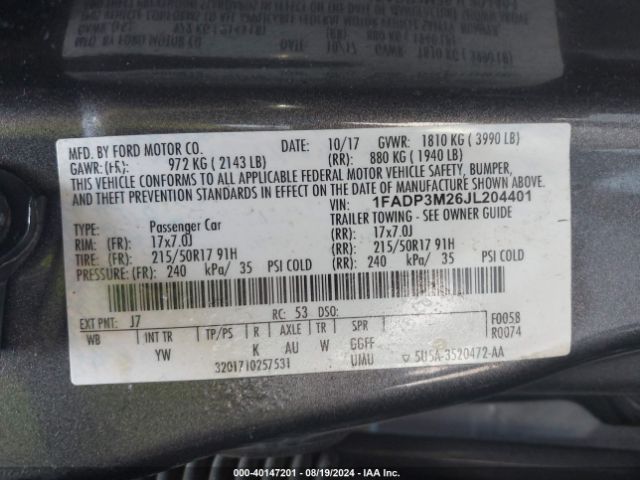 MFD. BY FORD MOTOR CO. DATE: 10/17 GVWR: 1810 KG ( 3990 LB)
GAWR: (FR): 972 KG ( 2143 LB) (RR): 880 KG ( 1940 LB)
THIS VEHICLE CONFORMS TO ALL APPLICABLE FEDERAL MOTOR VEHICLE SAFETY, BUMPER,
AND THEFT PREVENTION STANDARDS IN EFFECT ON THE DATE OF MANUFACTURE SHOWN ABOVE.
VIN: 1FADP3M26JL204401
TYPE: Passenger Car TRAILER TOWING - SEE OWNER GUIDE
RIM: (FR): 17x7.0J (RR): 17x7.0J
TIRE: (FR): 215/50R17 91H (RR): 215/50R17 91H
PRESSURE: (FR): 240 kPa/ 35 PSI COLD (RR): 240 kPa/ 35 PSI COLD
EXT PNT: J7 RC: 53 DSO: F0058
WB INT TR TP/PS R AXLE TR SPR R0074
YW K AU W GGFF
3201710257531 UMU 5U5A-3520472-AA
00-40147201 - 08/19/2024 - IAA Inc.